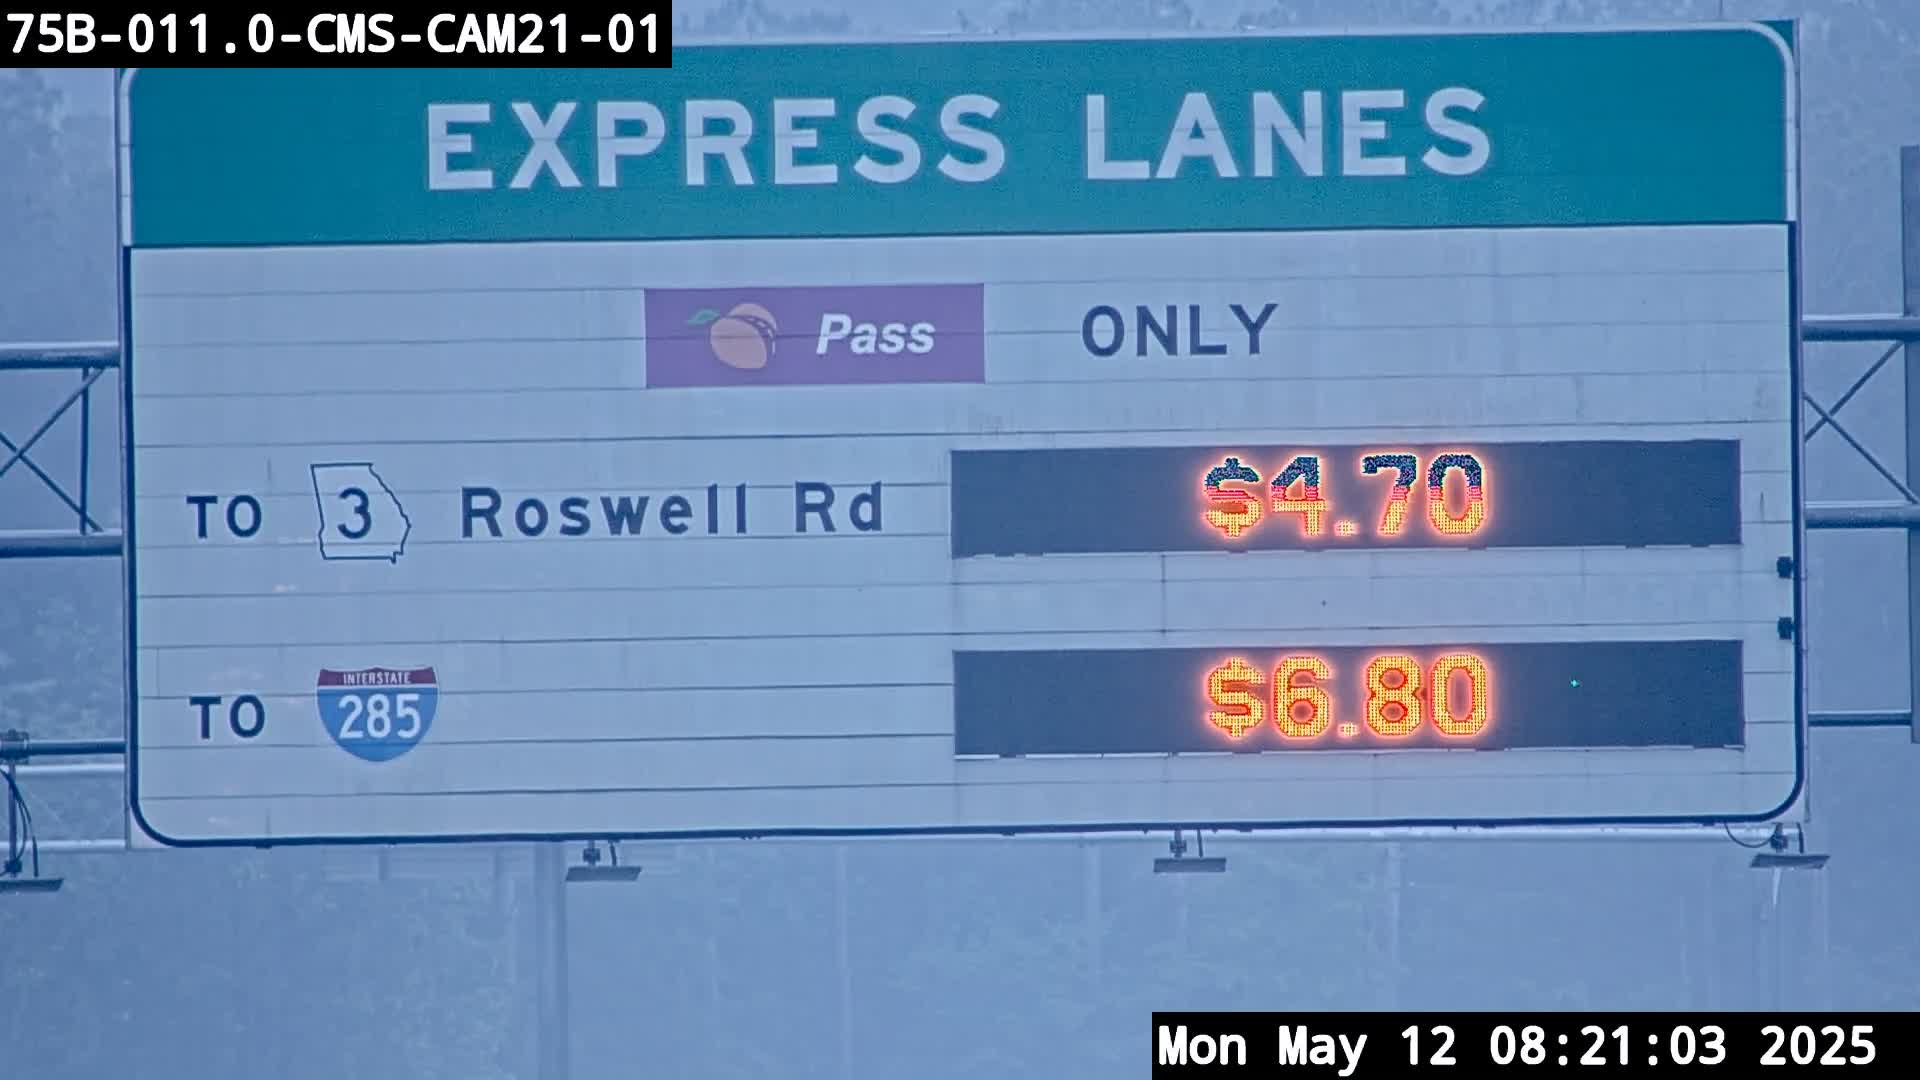 75B-011.0-CMS-CAM21-01
EXPRESS LANES
Pass ONLY
TO 3 Roswell Rd $4.70
TO INTERSTATE 285 $6.80
Mon May 12 08:21:03 2025